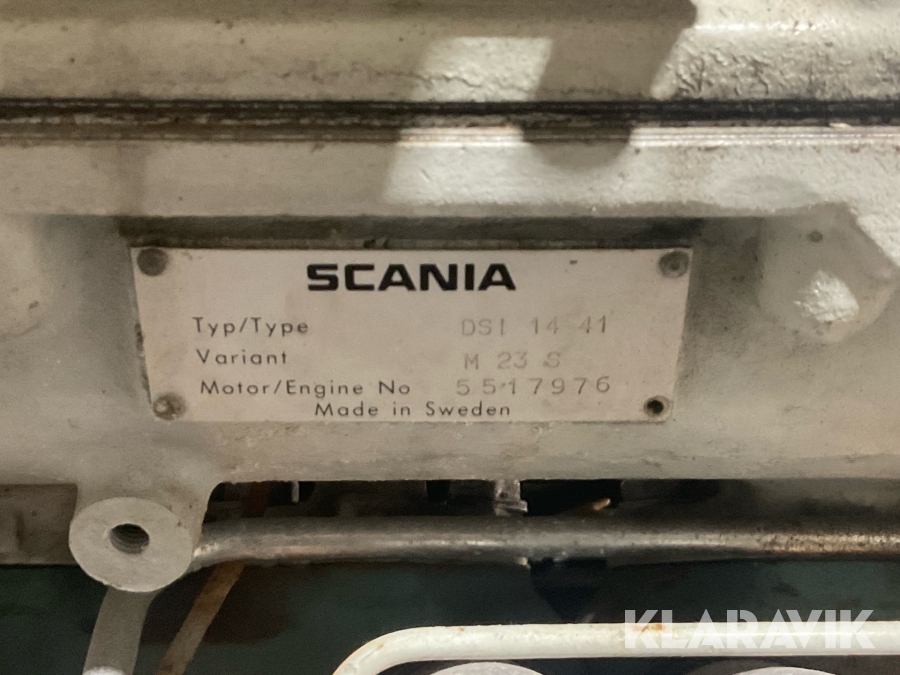 SCANIA
Typ/Type DSI 14 41
Variant M 23 S
Motor/Engine No 5517976
Made in Sweden
KLARAVIK